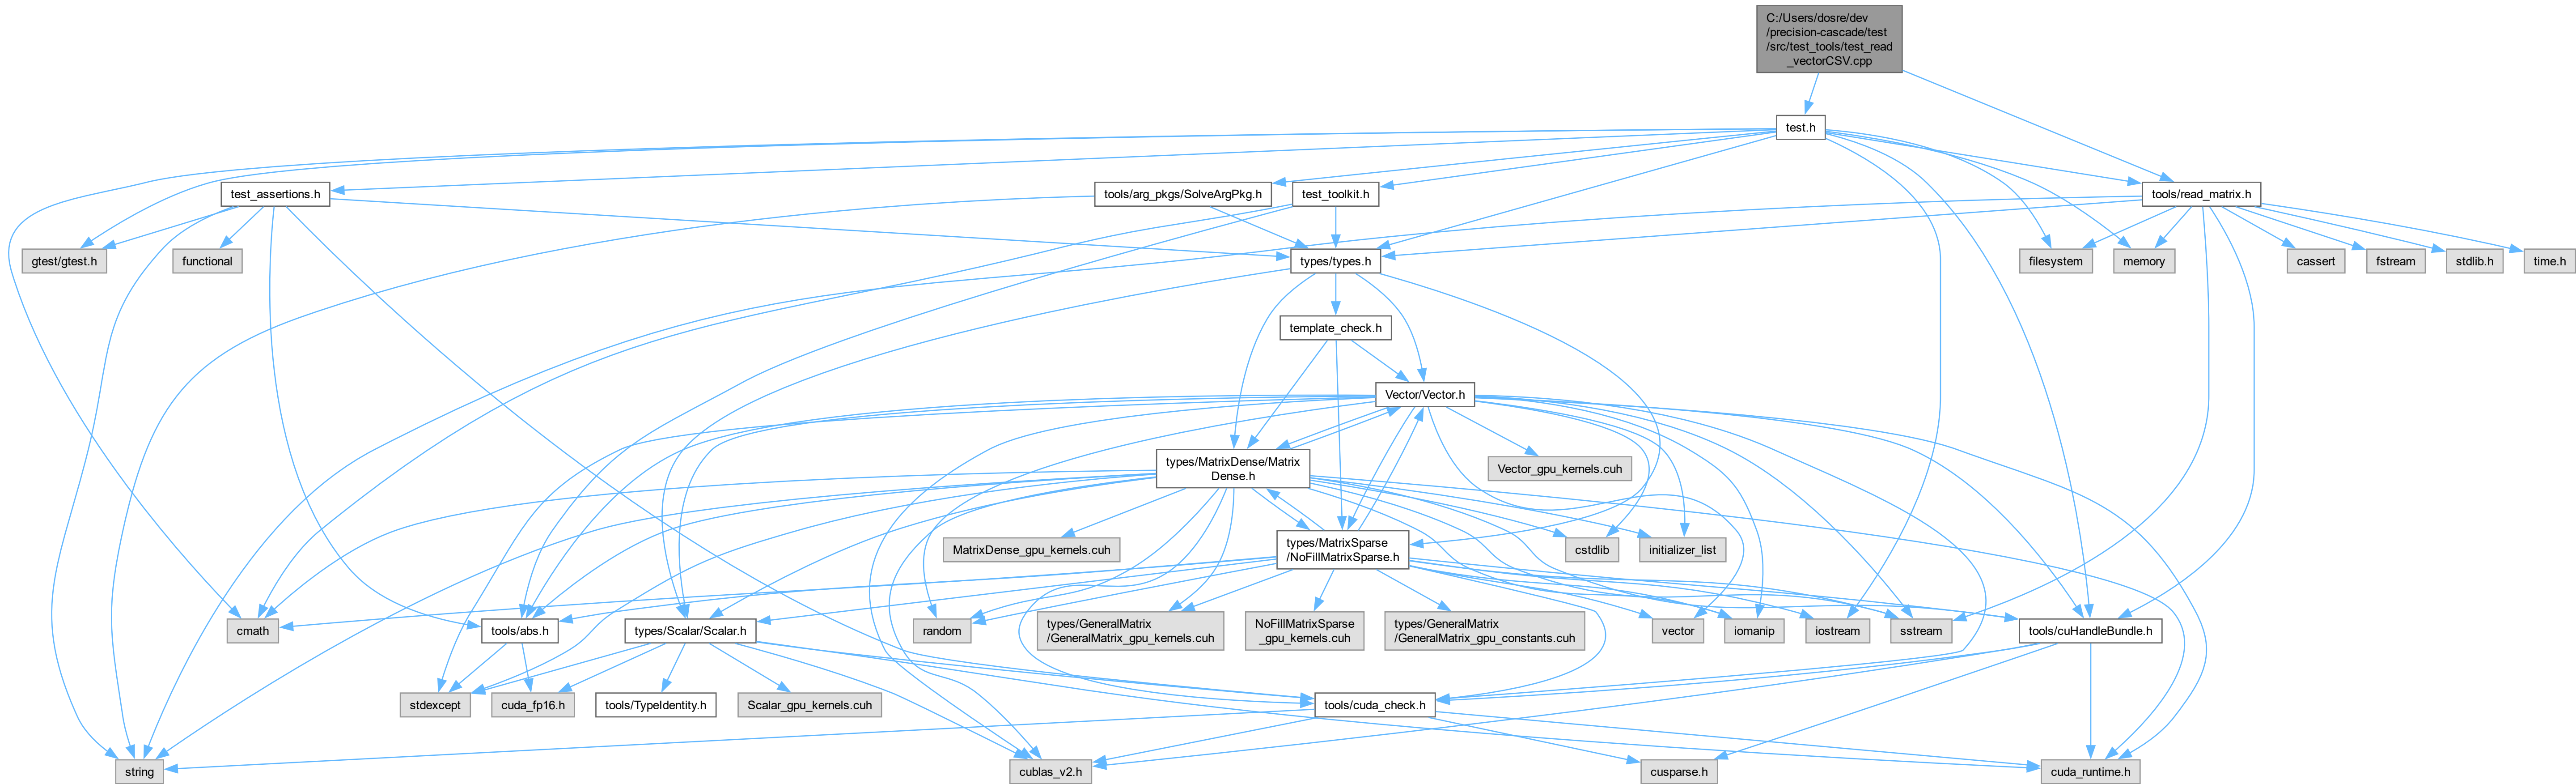 C:/Users/dosre/dev
/precision-cascade/test
/src/test_tools/test_read
_vectorCSV.cpp
test.h
test_assertions.h
tools/arg_pkgs/SolveArgPkg.h
test_toolkit.h
tools/read_matrix.h
gtest/gtest.h
functional
types/types.h
filesystem
memory
cassert
fstream
stdlib.h
time.h
template_check.h
Vector/Vector.h
types/MatrixDense/Matrix
Dense.h
Vector_gpu_kernels.cuh
MatrixDense_gpu_kernels.cuh
types/MatrixSparse
/NoFillMatrixSparse.h
cstdlib
initializer_list
cmath
tools/abs.h
types/Scalar/Scalar.h
random
types/GeneralMatrix
/GeneralMatrix_gpu_kernels.cuh
NoFillMatrixSparse
_gpu_kernels.cuh
types/GeneralMatrix
/GeneralMatrix_gpu_constants.cuh
vector
iomanip
iostream
sstream
tools/cuHandleBundle.h
stdexcept
cuda_fp16.h
tools/TypeIdentity.h
Scalar_gpu_kernels.cuh
tools/cuda_check.h
string
cublas_v2.h
cusparse.h
cuda_runtime.h